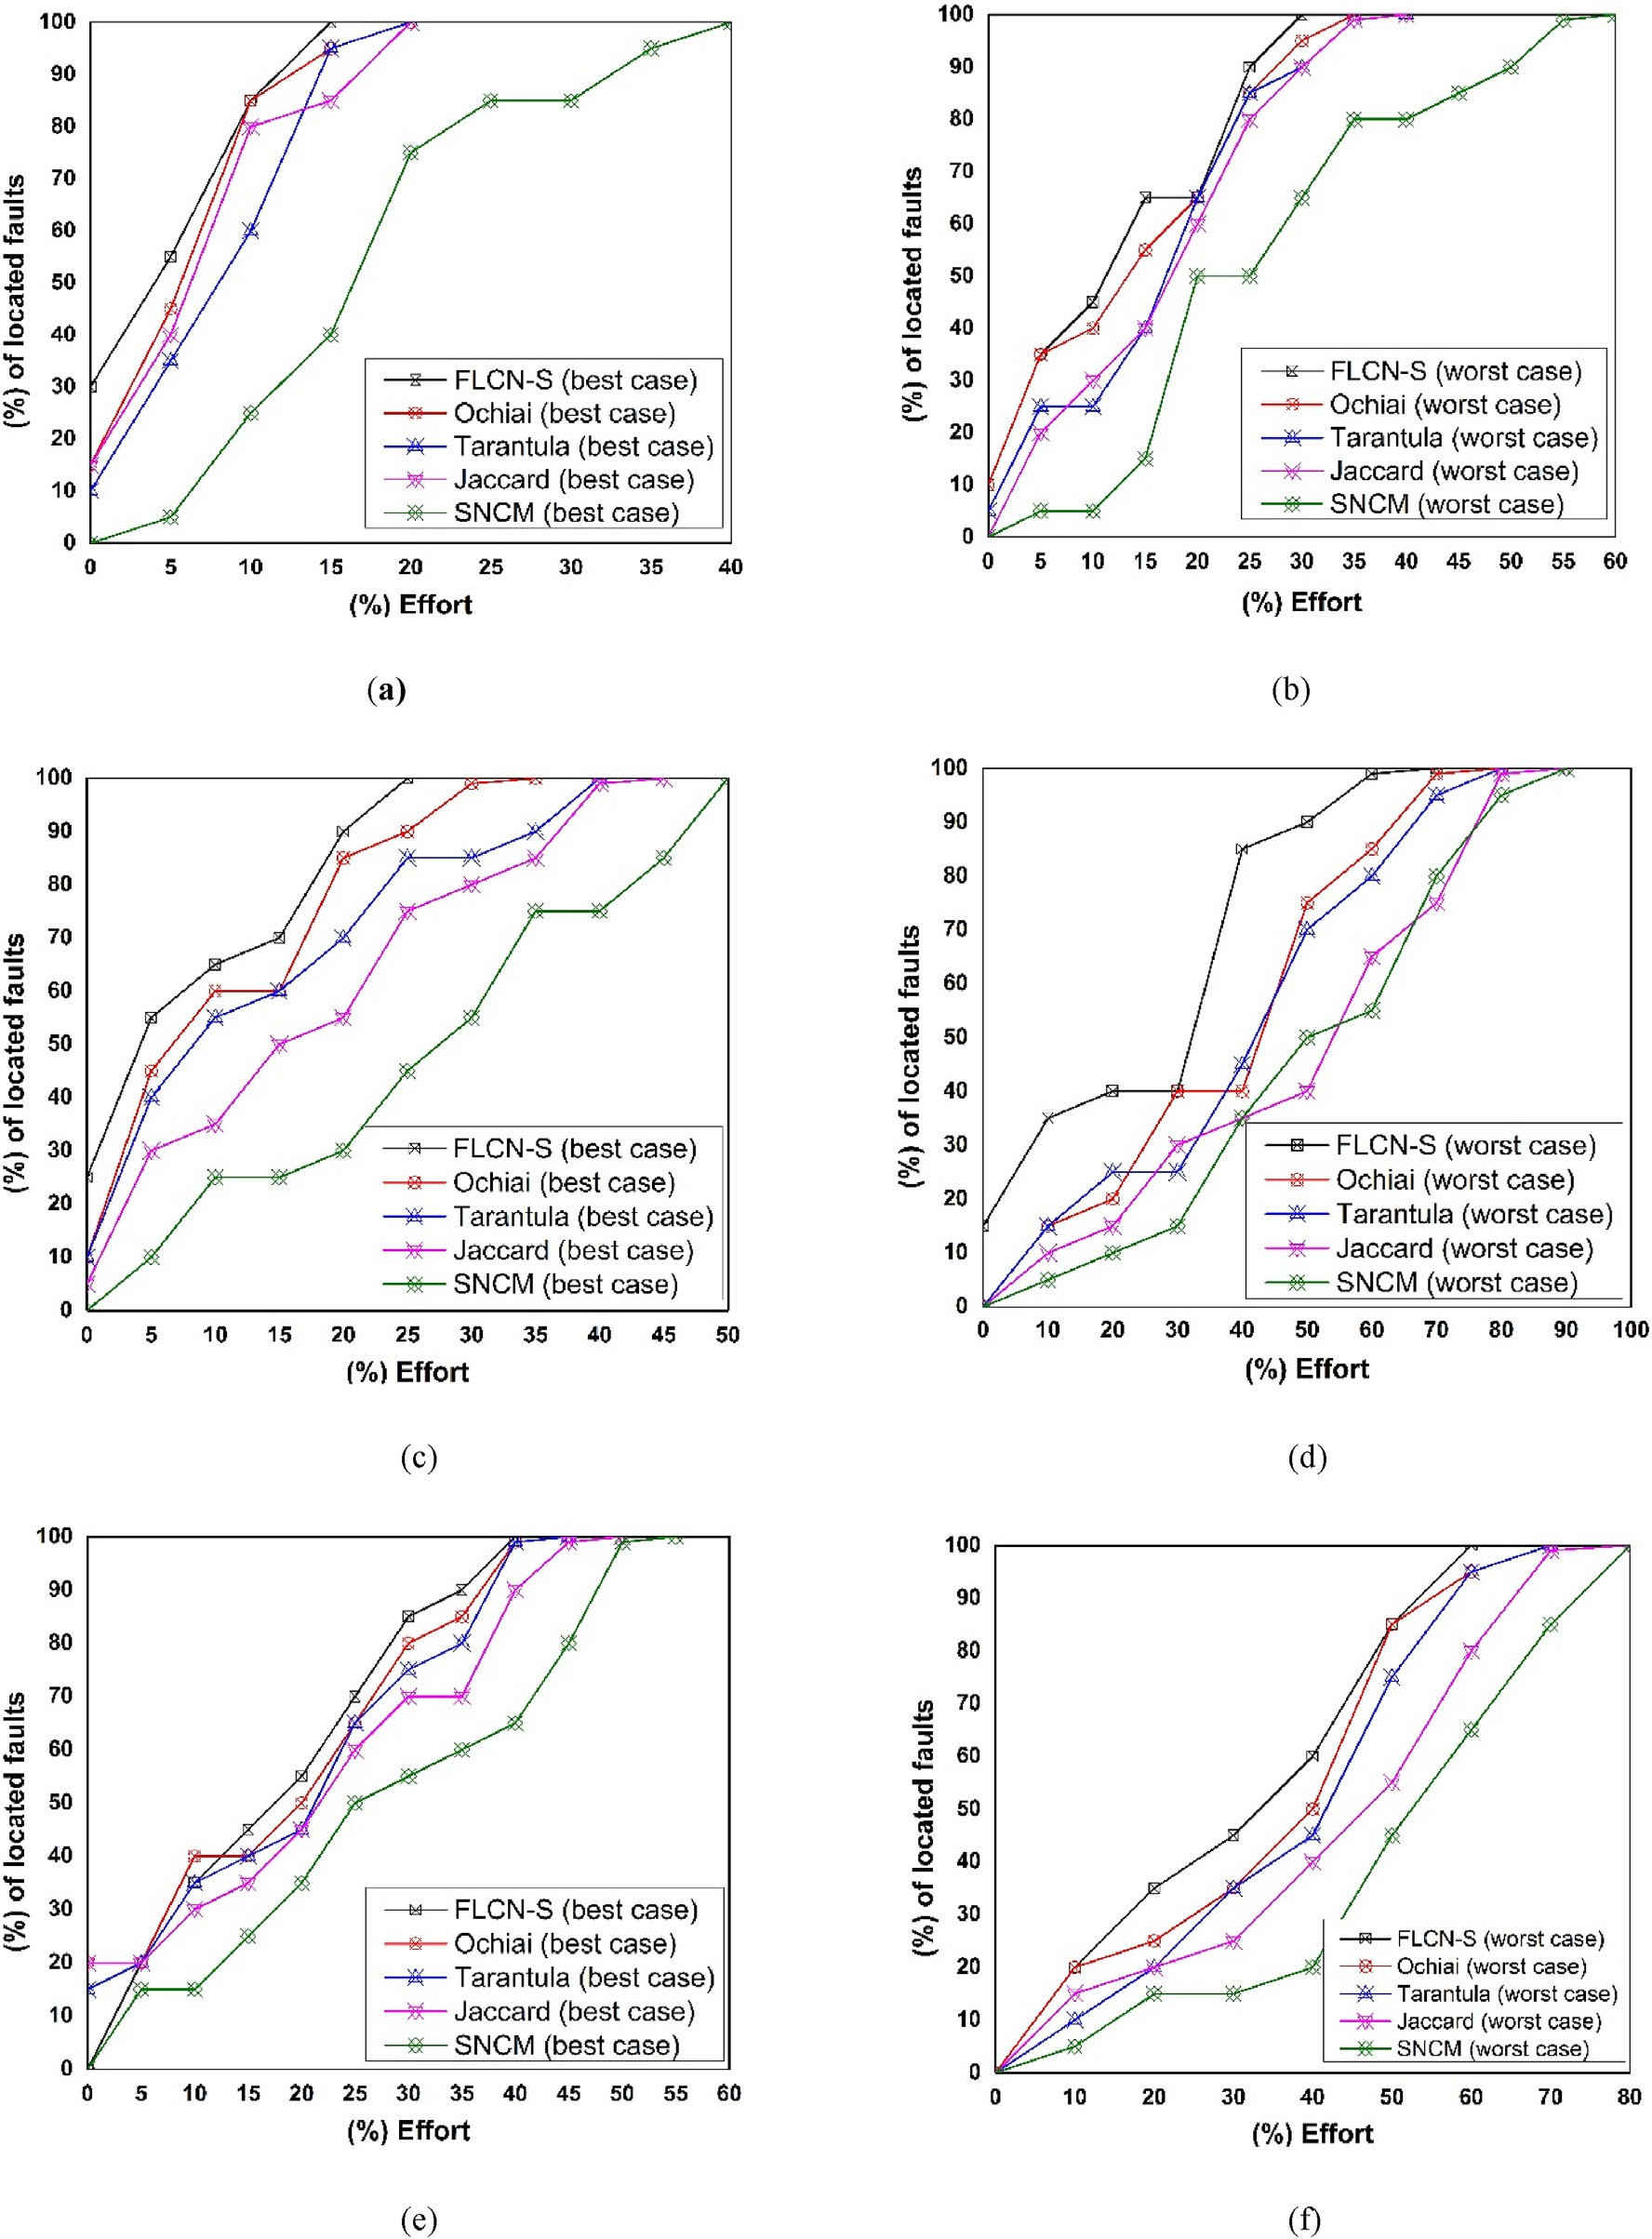 100
90
80
70
60
50
40
30
20
10
0
(%) of located faults
FLCN-S (best case)
Ochiai (best case)
Tarantula (best case)
Jaccard (best case)
SNCM (best case)
0 5 10 15 20 25 30 35 40
(%) Effort
(a)
100
90
80
70
60
50
40
30
20
10
0
(%) of located faults
FLCN-S (worst case)
Ochiai (worst case)
Tarantula (worst case)
Jaccard (worst case)
SNCM (worst case)
0 5 10 15 20 25 30 35 40 45 50 55 60
(%) Effort
(b)
100
90
80
70
60
50
40
30
20
10
0
(%) of located faults
FLCN-S (best case)
Ochiai (best case)
Tarantula (best case)
Jaccard (best case)
SNCM (best case)
0 5 10 15 20 25 30 35 40 45 50
(%) Effort
(c)
100
90
80
70
60
50
40
30
20
10
0
(%) of located faults
FLCN-S (worst case)
Ochiai (worst case)
Tarantula (worst case)
Jaccard (worst case)
SNCM (worst case)
0 10 20 30 40 50 60 70 80 90 100
(%) Effort
(d)
100
90
80
70
60
50
40
30
20
10
0
(%) of located faults
FLCN-S (best case)
Ochiai (best case)
Tarantula (best case)
Jaccard (best case)
SNCM (best case)
0 5 10 15 20 25 30 35 40 45 50 55 60
(%) Effort
(e)
100
90
80
70
60
50
40
30
20
10
0
(%) of located faults
FLCN-S (worst case)
Ochiai (worst case)
Tarantula (worst case)
Jaccard (worst case)
SNCM (worst case)
0 10 20 30 40 50 60 70 80
(%) Effort
(f)